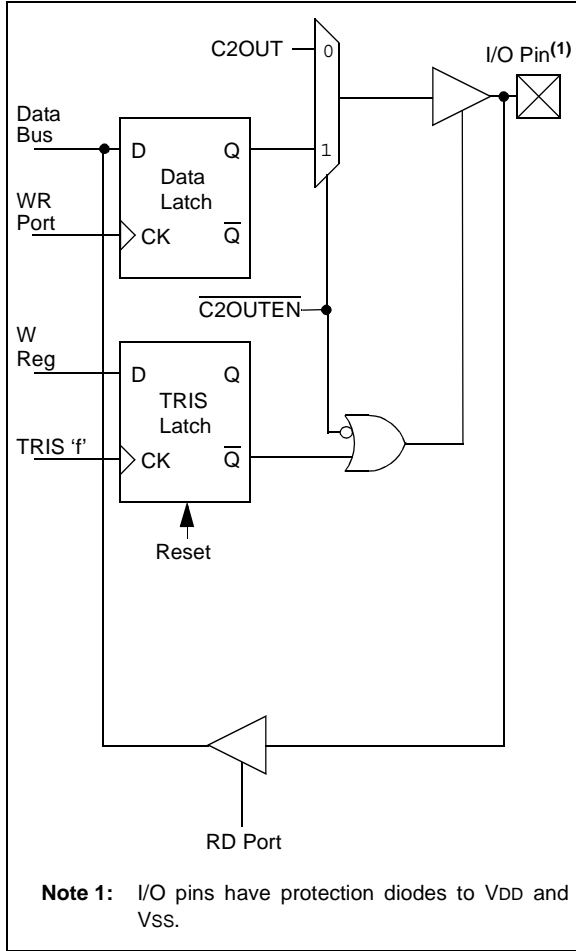 C2OUT
0
I/O Pin(1)
Data
Bus
D
Q
1
Data
Latch
WR
Port
CK
Q
C2OUTEN
W
Reg
D
Q
TRIS
Latch
TRIS ‘f’
CK
Q
Reset
RD Port
Note 1: I/O pins have protection diodes to VDD and
VSS.